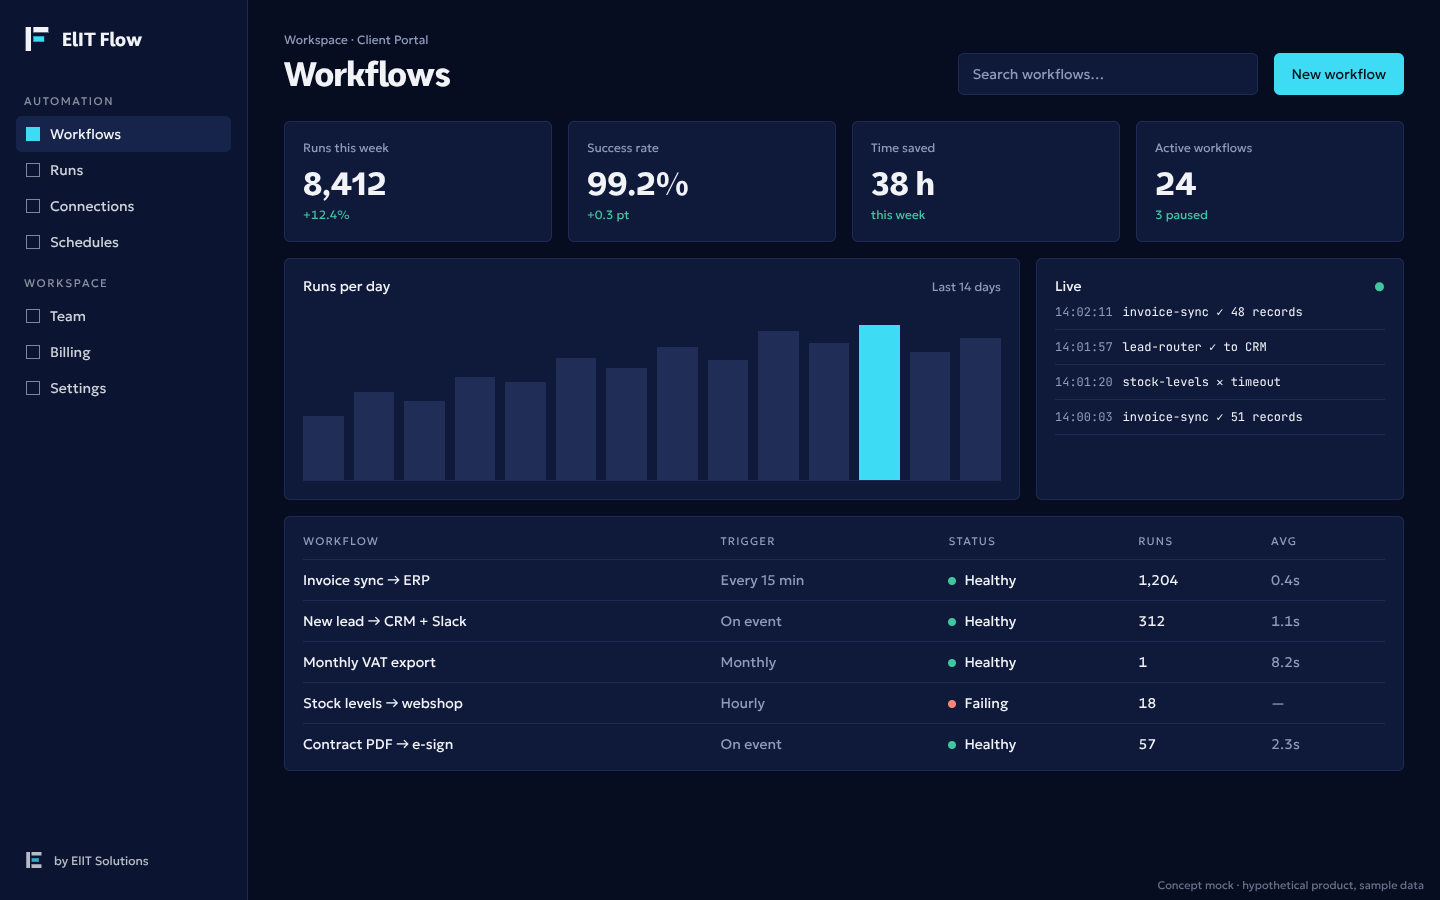 ElIT Flow
AUTOMATION
Workflows
Runs
Connections
Schedules
WORKSPACE
Team
Billing
Settings
by ElIT Solutions
Workspace · Client Portal
Workflows
Search workflows…
New workflow
Runs this week
8,412
+12.4%
Success rate
99.2%
+0.3 pt
Time saved
38 h
this week
Active workflows
24
3 paused
Runs per day
Last 14 days
Live
14:02:11 invoice-sync ✓ 48 records
14:01:57 lead-router ✓ to CRM
14:01:20 stock-levels × timeout
14:00:03 invoice-sync ✓ 51 records
WORKFLOW TRIGGER STATUS RUNS AVG
Invoice sync → ERP Every 15 min Healthy 1,204 0.4s
New lead → CRM + Slack On event Healthy 312 1.1s
Monthly VAT export Monthly Healthy 1 8.2s
Stock levels → webshop Hourly Failing 18 —
Contract PDF → e-sign On event Healthy 57 2.3s
Concept mock · hypothetical product, sample data